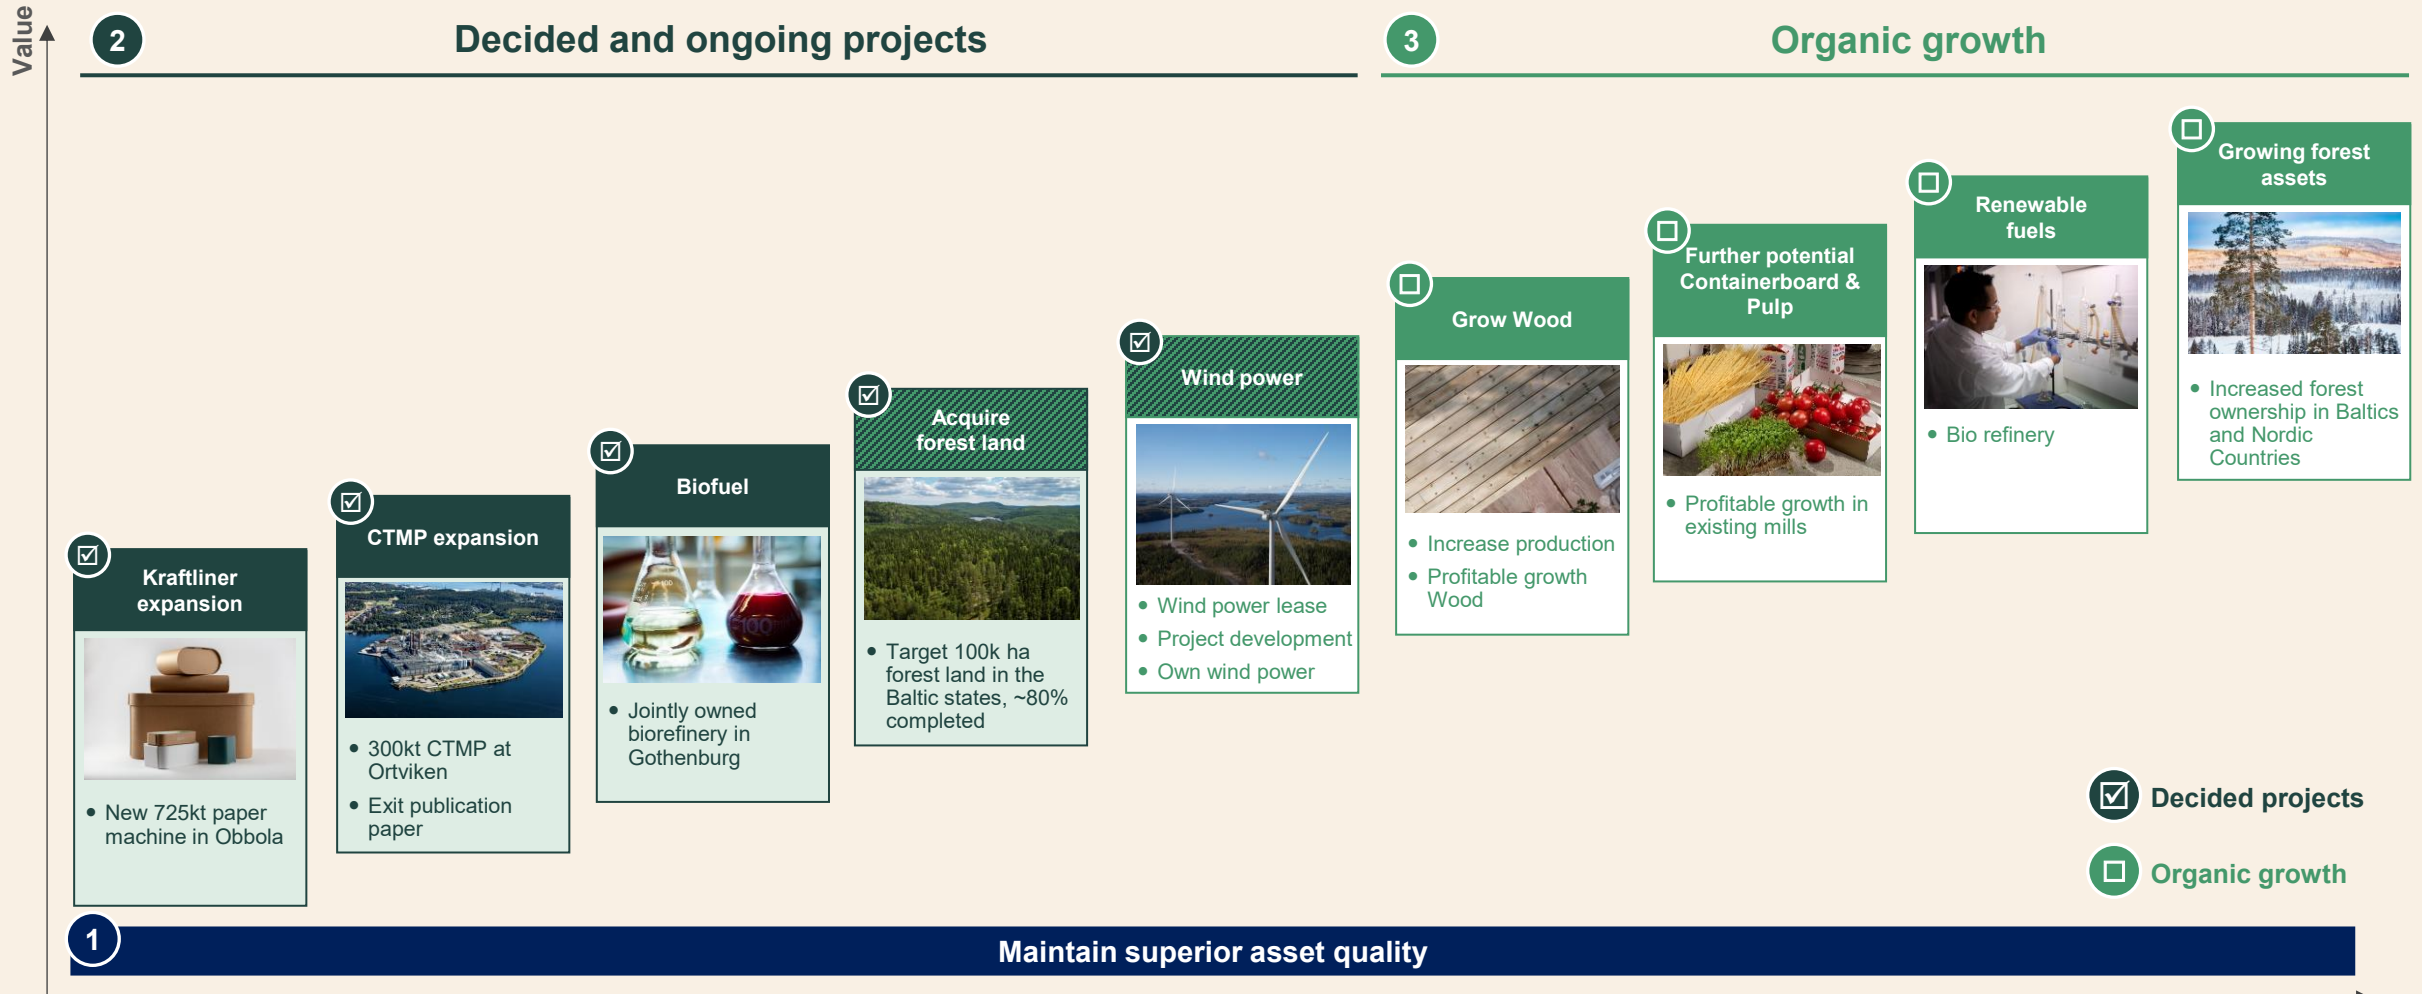 Value
2
Decided and ongoing projects
3
Organic growth
Kraftliner
expansion
• New 725kt paper
machine in Obbola
CTMP expansion
• 300kt CTMP at
Ortviken
• Exit publication
paper
Biofuel
• Jointly owned
biorefinery in
Gothenburg
Acquire
forest land
• Target 100k ha
forest land in the
Baltic states, ~80%
completed
Wind power
• Wind power lease
• Project development
• Own wind power
Grow Wood
• Increase production
• Profitable growth
Wood
Further potential
Containerboard &
Pulp
• Profitable growth in
existing mills
Renewable
fuels
• Bio refinery
Growing forest
assets
• Increased forest
ownership in Baltics
and Nordic
Countries
Decided projects
Organic growth
1
Maintain superior asset quality